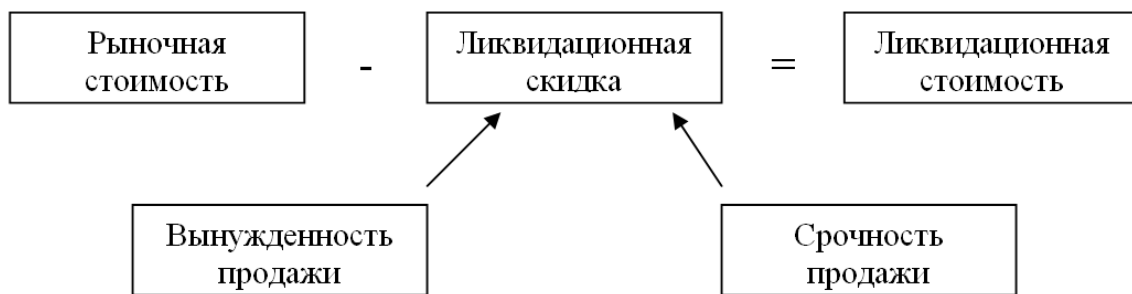 Рыночная
стоимость
-
Ликвидационная
скидка
=
Ликвидационная
стоимость
Вынужденность
продажи
Срочность
продажи